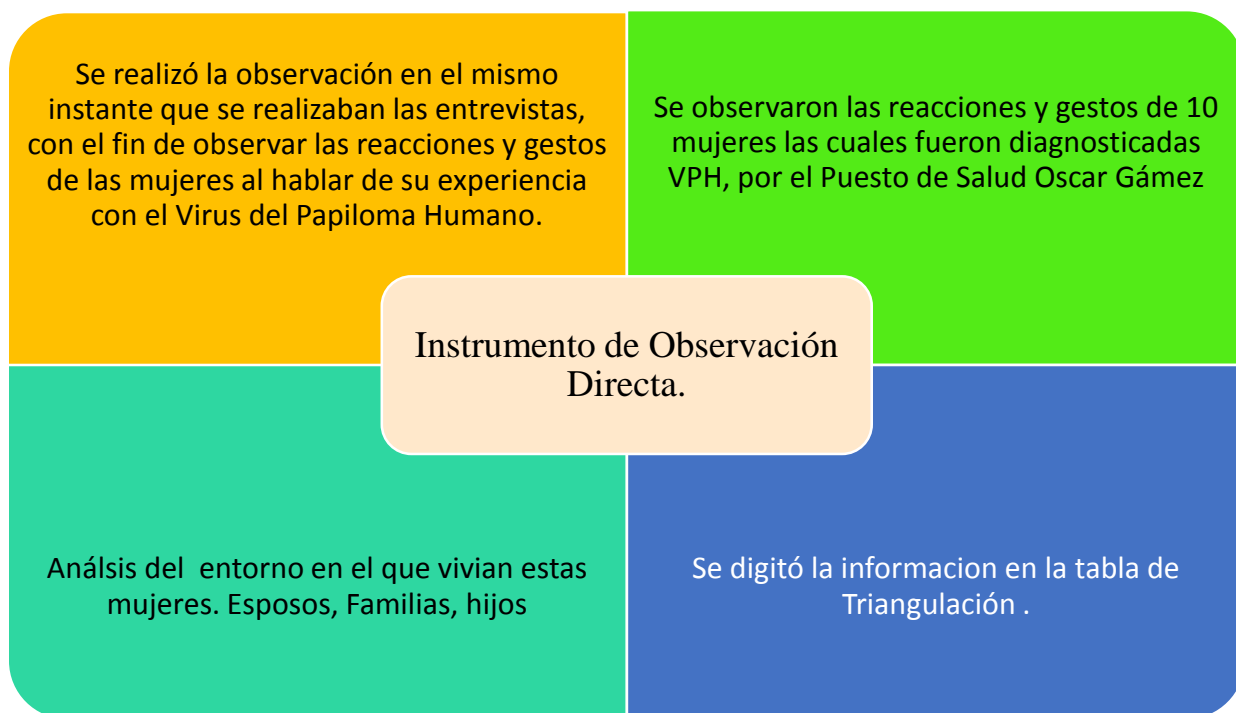 Se realizó la observación en el mismo
instante que se realizaban las entrevistas,
con el fin de observar las reacciones y gestos
de las mujeres al hablar de su experiencia
con el Virus del Papiloma Humano.
Se observaron las reacciones y gestos de 10
mujeres las cuales fueron diagnosticadas
VPH, por el Puesto de Salud Oscar Gámez
Instrumento de Observación
Directa.
Análsis del  entorno en el que vivian estas
mujeres. Esposos, Familias, hijos
Se digitó la informacion en la tabla de
Triangulación .